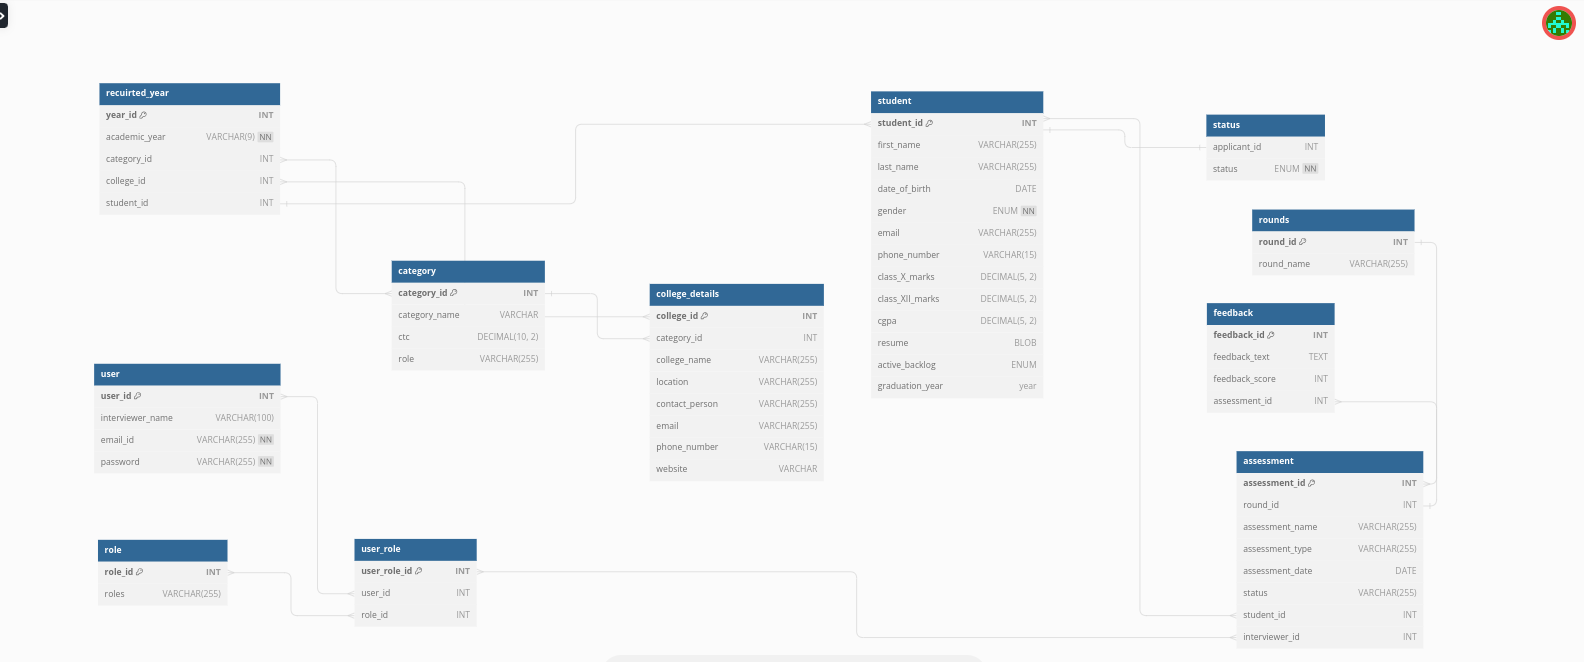 recuirted_year
year_id INT
academic_year VARCHAR(9) NN
category_id INT
college_id INT
student_id INT
student
student_id INT
first_name VARCHAR(255)
last_name VARCHAR(255)
date_of_birth DATE
gender ENUM NN
email VARCHAR(255)
phone_number VARCHAR(15)
class_X_marks DECIMAL(5, 2)
class_XII_marks DECIMAL(5, 2)
cgpa DECIMAL(5, 2)
resume BLOB
active_backlog ENUM
graduation_year year
status
applicant_id INT
status ENUM NN
rounds
round_id INT
round_name VARCHAR(255)
category
category_id INT
category_name VARCHAR
ctc DECIMAL(10, 2)
role VARCHAR(255)
college_details
college_id INT
category_id INT
college_name VARCHAR(255)
location VARCHAR(255)
contact_person VARCHAR(255)
email VARCHAR(255)
phone_number VARCHAR(15)
website VARCHAR
feedback
feedback_id INT
feedback_text TEXT
feedback_score INT
assessment_id INT
user
user_id INT
interviewer_name VARCHAR(100)
email_id VARCHAR(255) NN
password VARCHAR(255) NN
assessment
assessment_id INT
round_id INT
assessment_name VARCHAR(255)
assessment_type VARCHAR(255)
assessment_date DATE
status VARCHAR(255)
student_id INT
interviewer_id INT
role
role_id INT
roles VARCHAR(255)
user_role
user_role_id INT
user_id INT
role_id INT